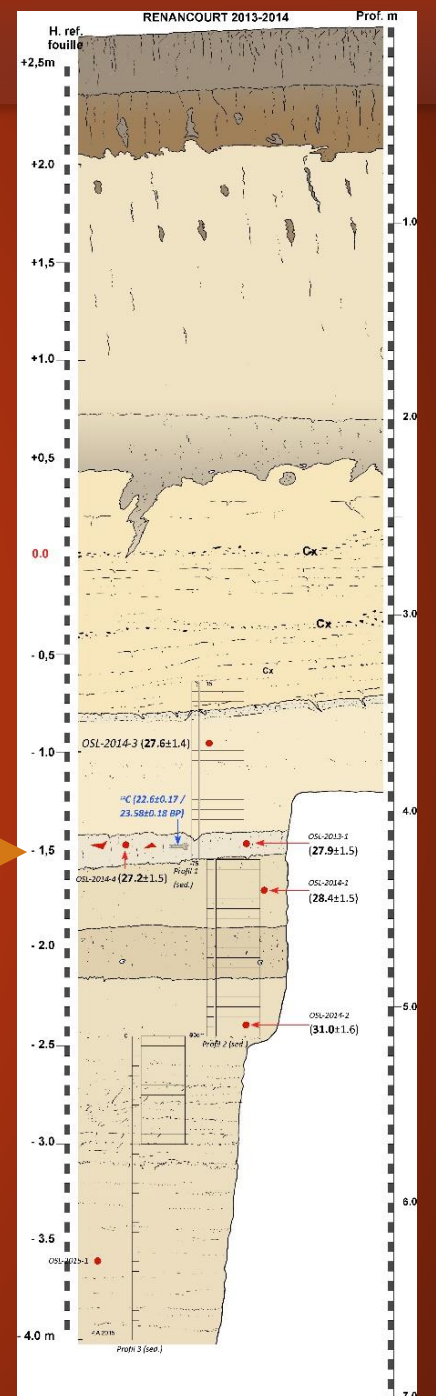 RENANCOURT 2013-2014
Prof. m
H. ref.
fouille
+2,5m
+2.0
1.0
+1,5
+1.0
2.0
+0,5
Cx
0.0
3.0
Cx
- 0,5
Cx
15
OSL-2014-3 (27.6±1.4)
- 1.0
¹⁴C (22.6±0.17 /
23.58±0.18 BP)
4.0
OSL-2013-1
(27.9±1.5)
- 1.5
OSL-2014-4 (27.2±1.5)
Profil 1
(sed.)
OSL-2014-1
(28.4±1.5)
- 2.0
G
G
5.0
OSL-2014-2
(31.0±1.6)
Profil 2 (sed.)
- 2.5
0
- 3.0
6.0
- 3.5
OSL-2015-1
- 4.0 m
P.A 2015
Profil 3 (sed.)
7.0